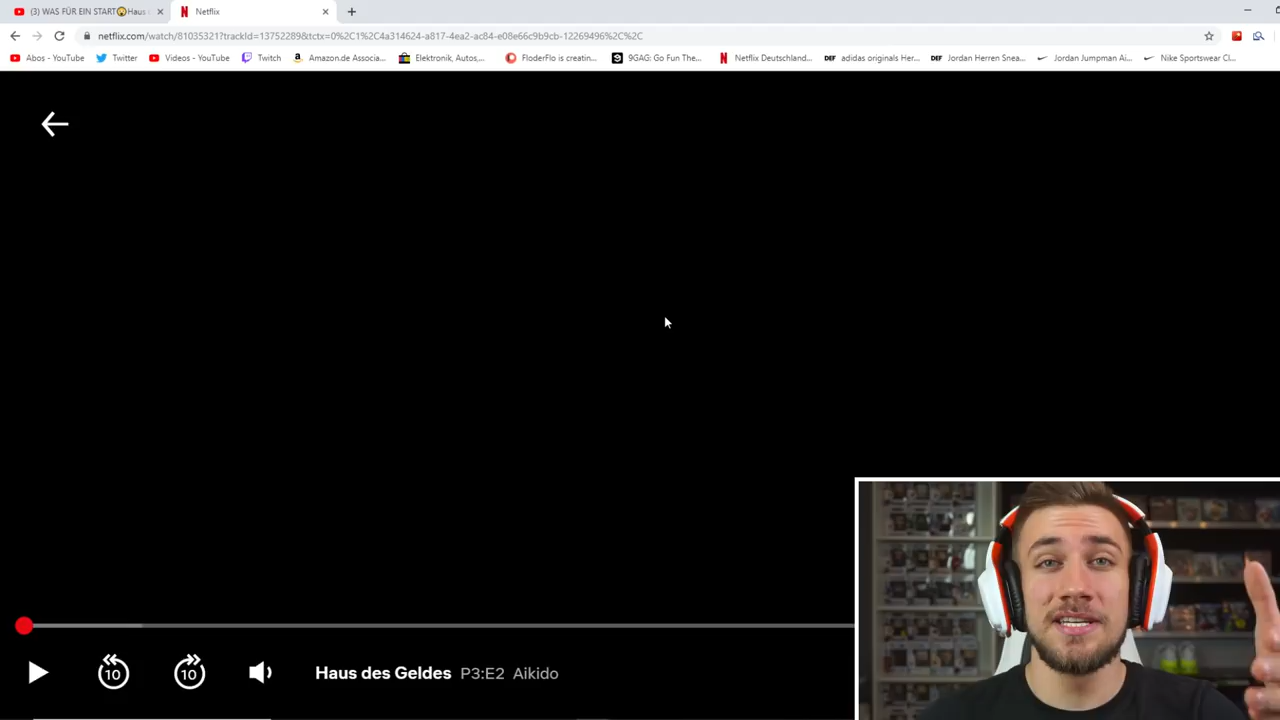 (3) WAS FÜR EIN START😱Haus
Netflix
netflix.com/watch/81035321?trackId=13752289&tctx=0%2C1%2C4a314624-a817-4ea2-ac84-e08e66c9b9cb-12269496%2C%2C
Abos - YouTube
Twitter
Videos - YouTube
Twitch
Amazon.de Associa...
Elektronik, Autos,...
FloderFlo is creatin...
9GAG: Go Fun The...
Netflix Deutschland...
DEF adidas originals Her...
DEF Jordan Herren Snea...
Jordan Jumpman Ai...
Nike Sportswear Cl...
10
10
Haus des Geldes P3:E2 Aikido